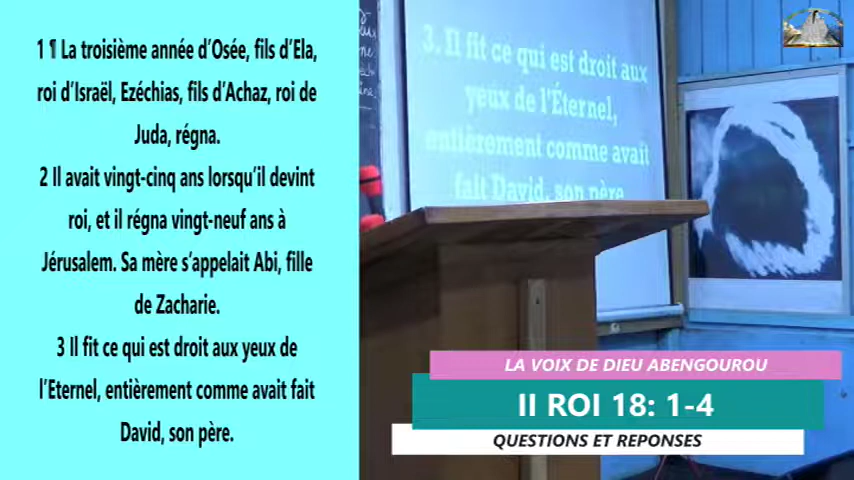 1 ¶ La troisième année d'Osée, fils d'Ela,
roi d'Israël, Ezéchias, fils d'Achaz, roi de
Juda, régna.
2 Il avait vingt-cinq ans lorsqu'il devint
roi, et il régna vingt-neuf ans à
Jérusalem. Sa mère s'appelait Abi, fille
de Zacharie.
3 Il fit ce qui est droit aux yeux de
l'Eternel, entièrement comme avait fait
David, son père.
3. Il fit ce qui est droit aux
yeux de l'Éternel,
entièrement comme avait
fait David, son père
LA VOIX DE DIEU ABENGOUROU
II ROI 18: 1-4
QUESTIONS ET REPONSES